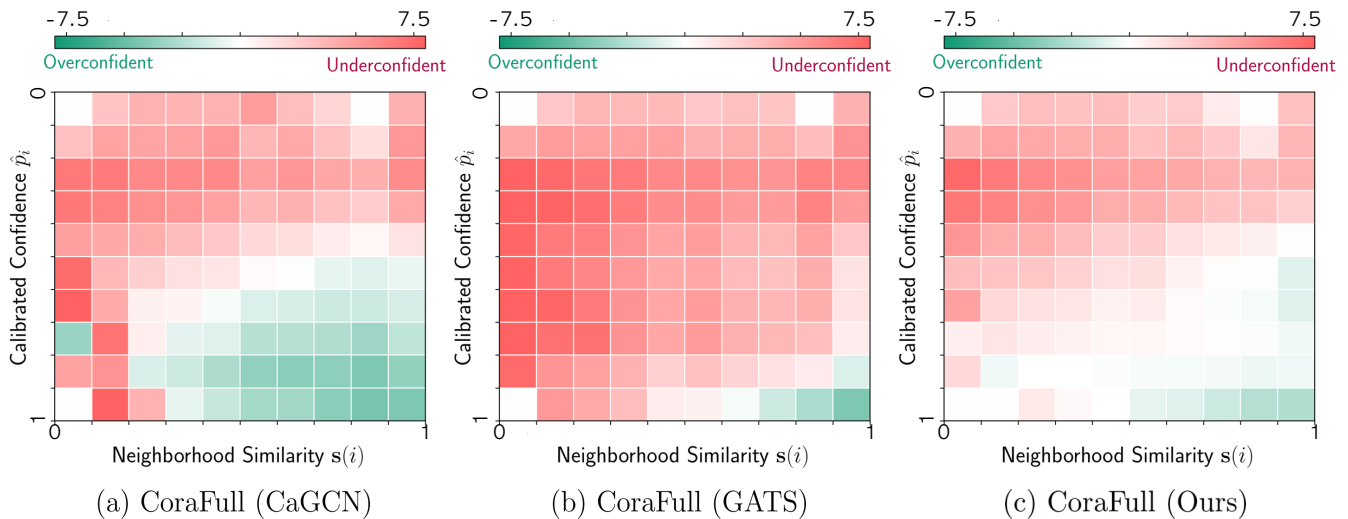 -7.5 7.5 -7.5 7.5 -7.5 7.5
Overconfident Underconfident Overconfident Underconfident Overconfident Underconfident
0 0 0
Calibrated Confidence p̂ᵢ Calibrated Confidence p̂ᵢ Calibrated Confidence p̂ᵢ
1 1 1
0 1 0 1 0 1
Neighborhood Similarity s(i) Neighborhood Similarity s(i) Neighborhood Similarity s(i)
(a) CoraFull (CaGCN) (b) CoraFull (GATS) (c) CoraFull (Ours)